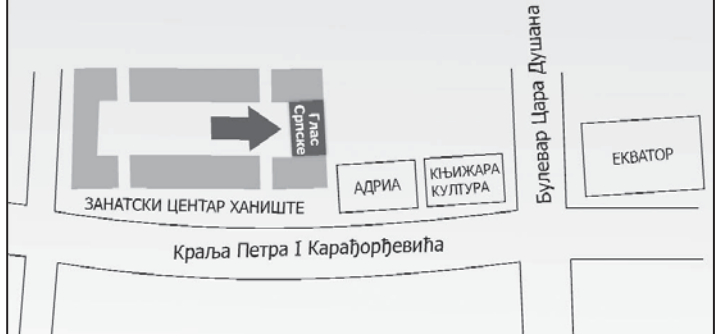 Глас
Српске
АДРИА
КЊИЖАРА
КУЛТУРА
Булевар Цара Душана
ЕКВАТОР
ЗАНАТСКИ ЦЕНТАР ХАНИШТЕ
Краља Петра I Карађорђевића